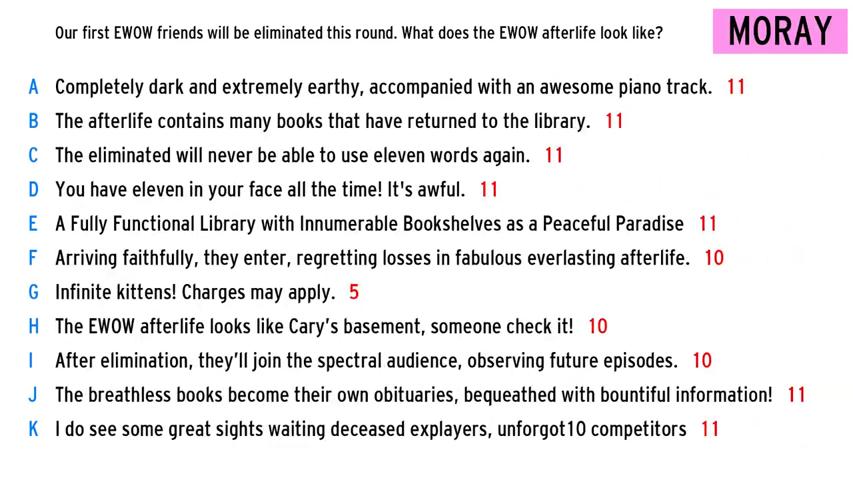 Our first EWOW friends will be eliminated this round. What does the EWOW afterlife look like?
MORAY
A Completely dark and extremely earthy, accompanied with an awesome piano track. 11
B The afterlife contains many books that have returned to the library. 11
C The eliminated will never be able to use eleven words again. 11
D You have eleven in your face all the time! It's awful. 11
E A Fully Functional Library with Innumerable Bookshelves as a Peaceful Paradise 11
F Arriving faithfully, they enter, regretting losses in fabulous everlasting afterlife. 10
G Infinite kittens! Charges may apply. 5
H The EWOW afterlife looks like Cary's basement, someone check it! 10
I After elimination, they'll join the spectral audience, observing future episodes. 10
J The breathless books become their own obituaries, bequeathed with bountiful information! 11
K I do see some great sights waiting deceased explayers, unforgot10 competitors 11